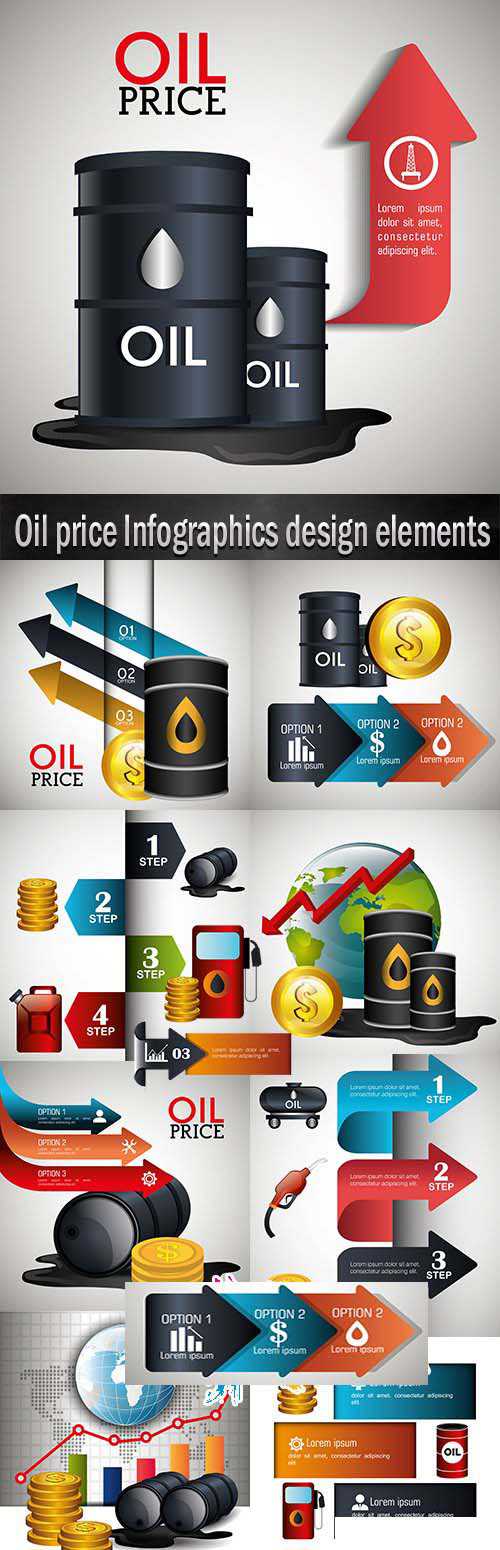 OIL
PRICE
Lorem ipsum
dolor sit amet,
consectetur
adipiscing elit.
OIL
OIL
Oil price Infographics design elements
01
OPTION
02
OPTION
03
OPTION
OIL
PRICE
OIL
OIL
$
OPTION 1
Lorem ipsum
OPTION 2
$
Lorem ipsum
OPTION 2
Lorem ipsum
1
STEP
2
STEP
3
STEP
4
STEP
$
03
Lorem ipsum dolor sit amet,
consectetur adipiscing elit.
OPTION 1
OPTION 2
OPTION 3
OIL
PRICE
$
OIL
Lorem ipsum dolor sit amet,
consectetur adipiscing elit.
1
STEP
Lorem ipsum dolor sit amet,
consectetur adipiscing elit.
2
STEP
Lorem ipsum dolor sit amet,
consectetur adipiscing elit.
3
STEP
OPTION 1
Lorem ipsum
OPTION 2
$
Lorem ipsum
OPTION 2
Lorem ipsum
dolor sit amet, consectetur
adipiscing elit.
Lorem ipsum
dolor sit amet, consectetur adipiscing
elit.
OIL
Lorem ipsum
dolor sit amet, consectetur